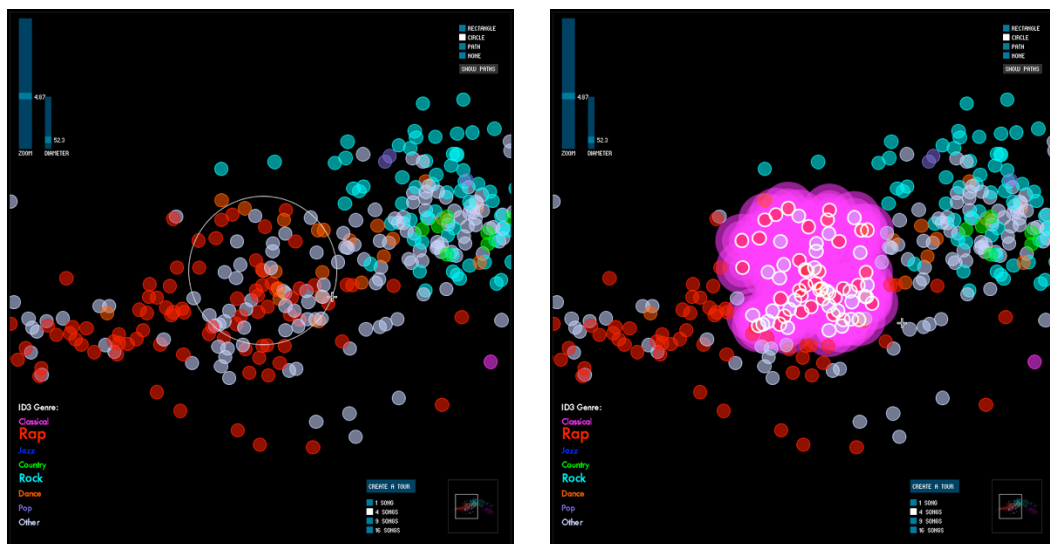 RECTANGLE
CIRCLE
PATH
NONE
SHOW PATHS
4.87
52.3
ZOOM DIAMETER
ID3 Genre:
Classical
Rap
Jazz
Country
Rock
Dance
Pop
Other
CREATE A TOUR
1 SONG
4 SONGS
9 SONGS
16 SONGS
RECTANGLE
CIRCLE
PATH
NONE
SHOW PATHS
4.87
52.3
ZOOM DIAMETER
ID3 Genre:
Classical
Rap
Jazz
Country
Rock
Dance
Pop
Other
CREATE A TOUR
1 SONG
4 SONGS
9 SONGS
16 SONGS